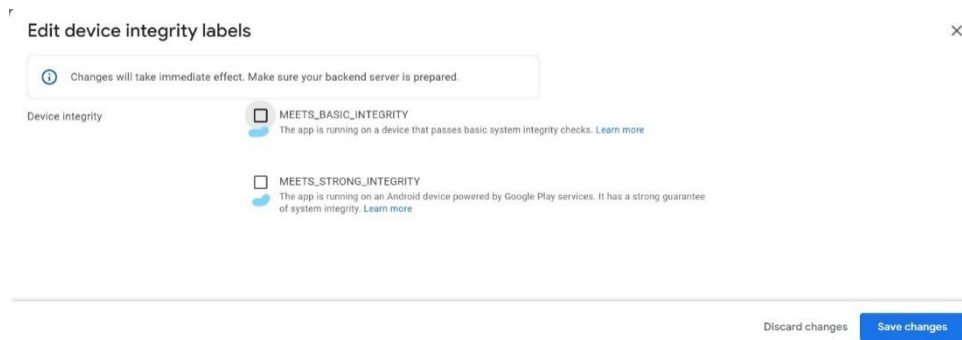 Edit device integrity labels
Changes will take immediate effect. Make sure your backend server is prepared.
Device integrity
MEETS_BASIC_INTEGRITY
The app is running on a device that passes basic system integrity checks. Learn more
MEETS_STRONG_INTEGRITY
The app is running on an Android device powered by Google Play services. It has a strong guarantee
of system integrity. Learn more
Discard changes
Save changes